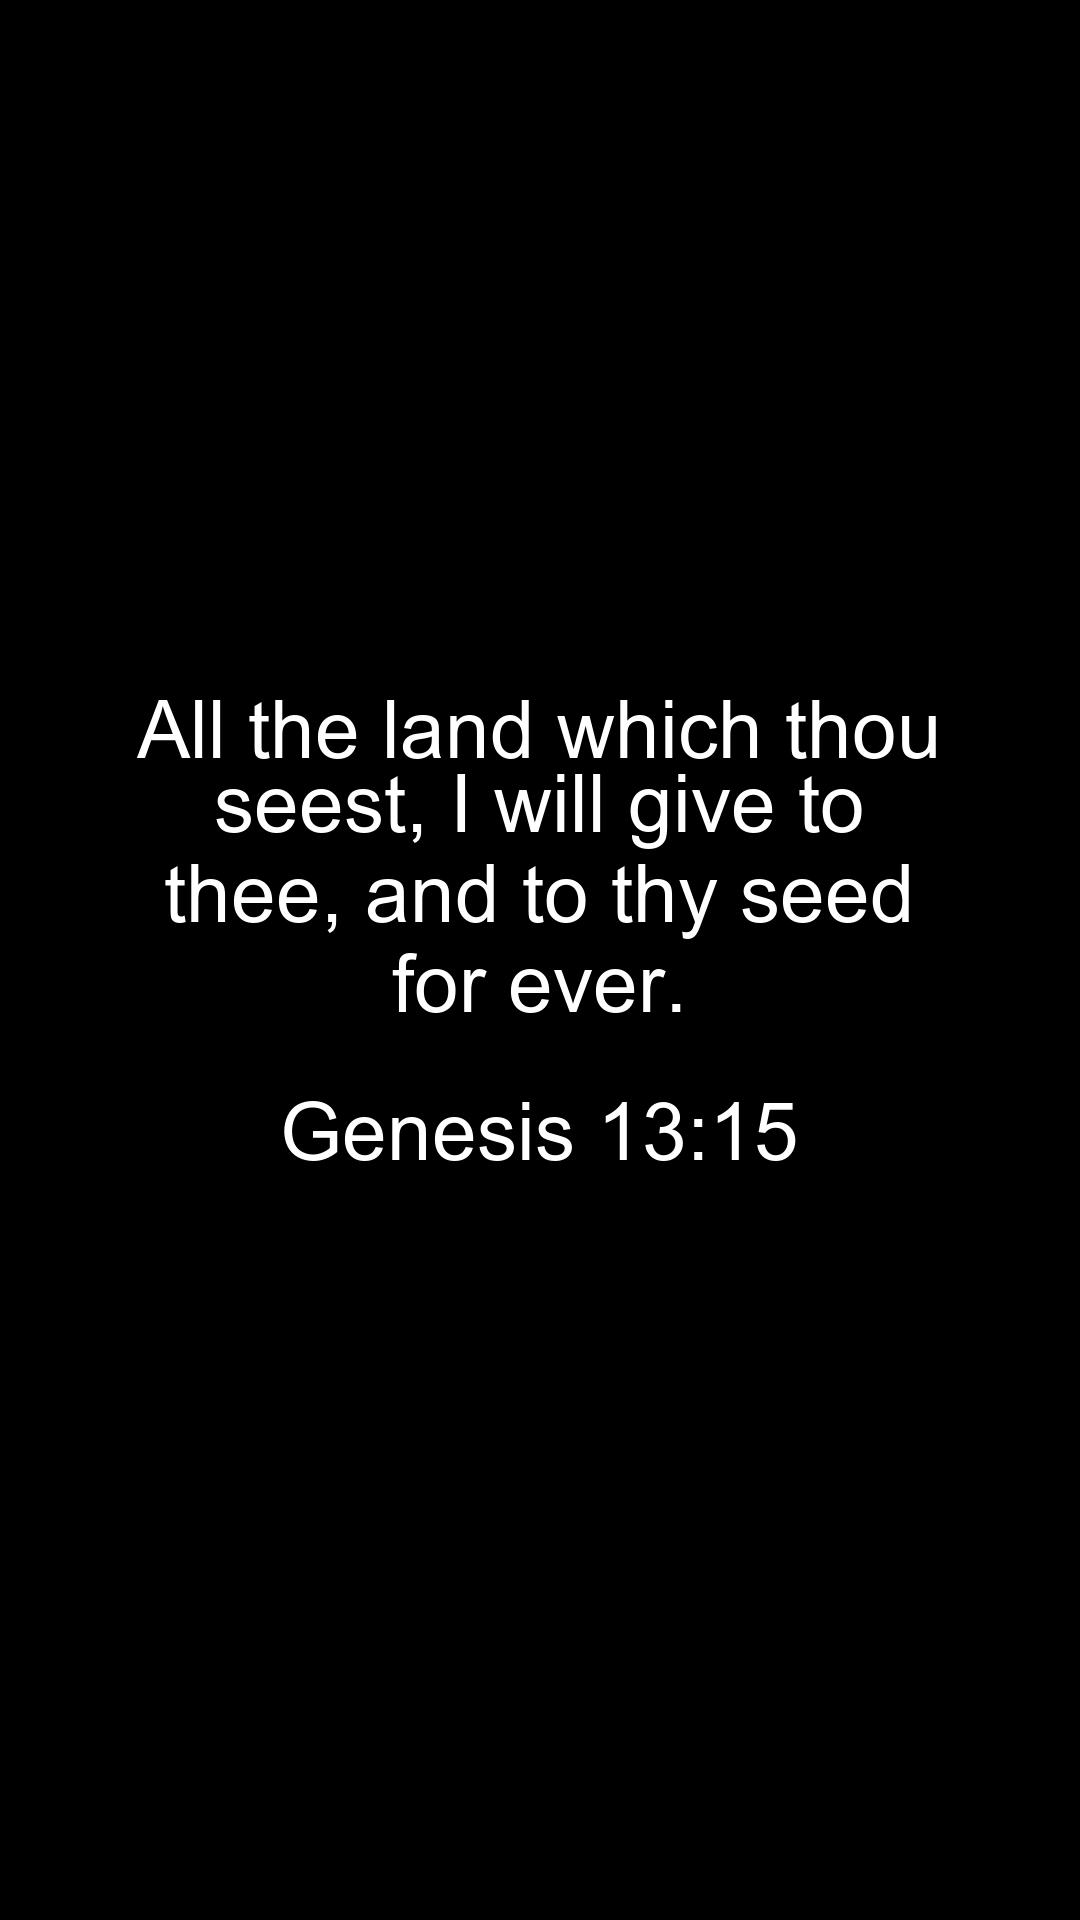 All the land which thou
seest, I will give to
thee, and to thy seed
for ever.
Genesis 13:15